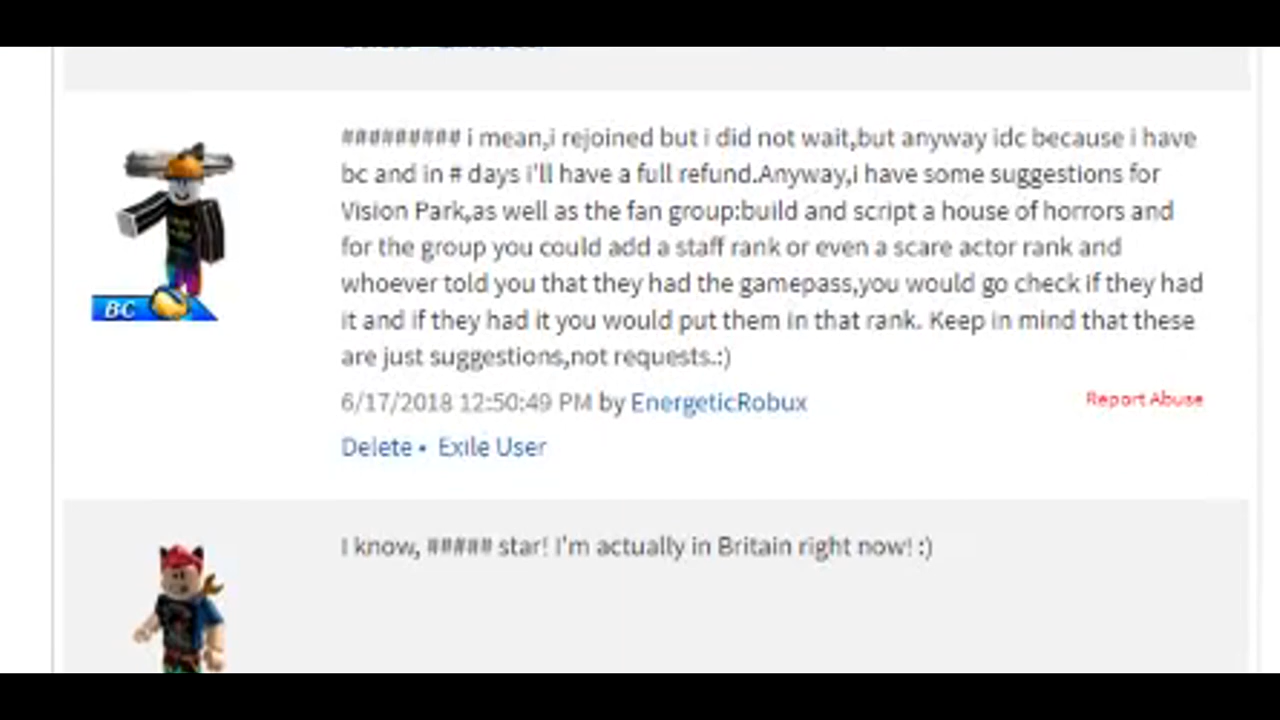 ######### i mean,i rejoined but i did not wait,but anyway idc because i have
bc and in # days i'll have a full refund.Anyway,i have some suggestions for
Vision Park,as well as the fan group:build and script a house of horrors and
for the group you could add a staff rank or even a scare actor rank and
whoever told you that they had the gamepass,you would go check if they had
it and if they had it you would put them in that rank. Keep in mind that these
are just suggestions,not requests.:)
BC
6/17/2018 12:50:49 PM by EnergeticRobux
Report Abuse
Delete • Exile User
I know, ##### star! I'm actually in Britain right now! :)